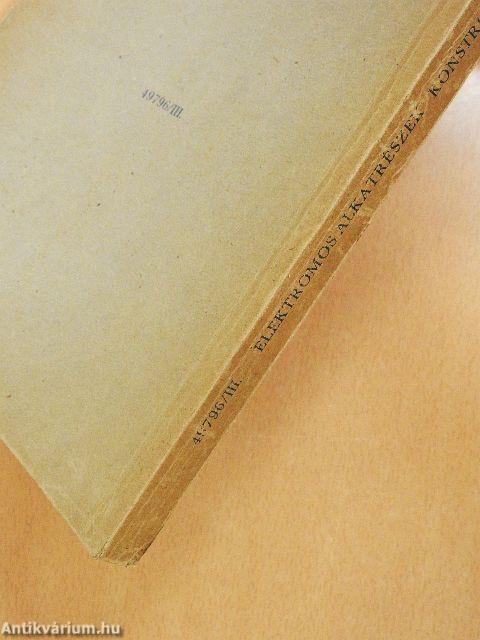 49796/III.
49796/III. ELEKTROMOS ALKATRÉSZEK KONSTR
Antikvárium.hu